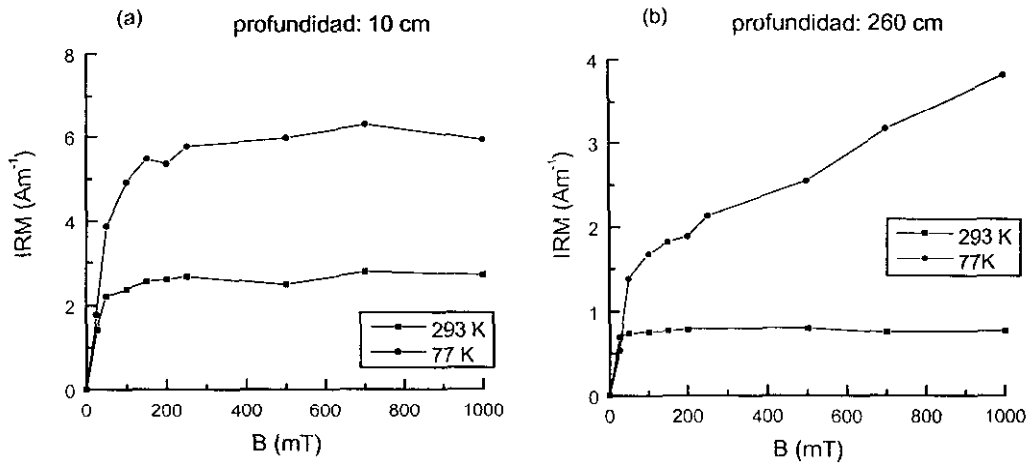 (a)
profundidad: 10 cm
8
6
4
2
0
IRM (Am⁻¹)
0 200 400 600 800 1000
B (mT)
293 K
77 K
(b)
profundidad: 260 cm
4
3
2
1
0
IRM (Am⁻¹)
0 200 400 600 800 1000
B (mT)
293 K
77K